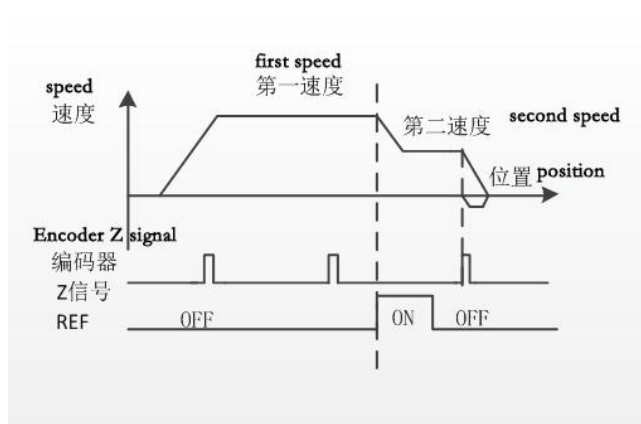 first speed
第一速度
speed
速度
第二速度 second speed
位置 position
Encoder Z signal
编码器
Z信号
REF OFF ON OFF